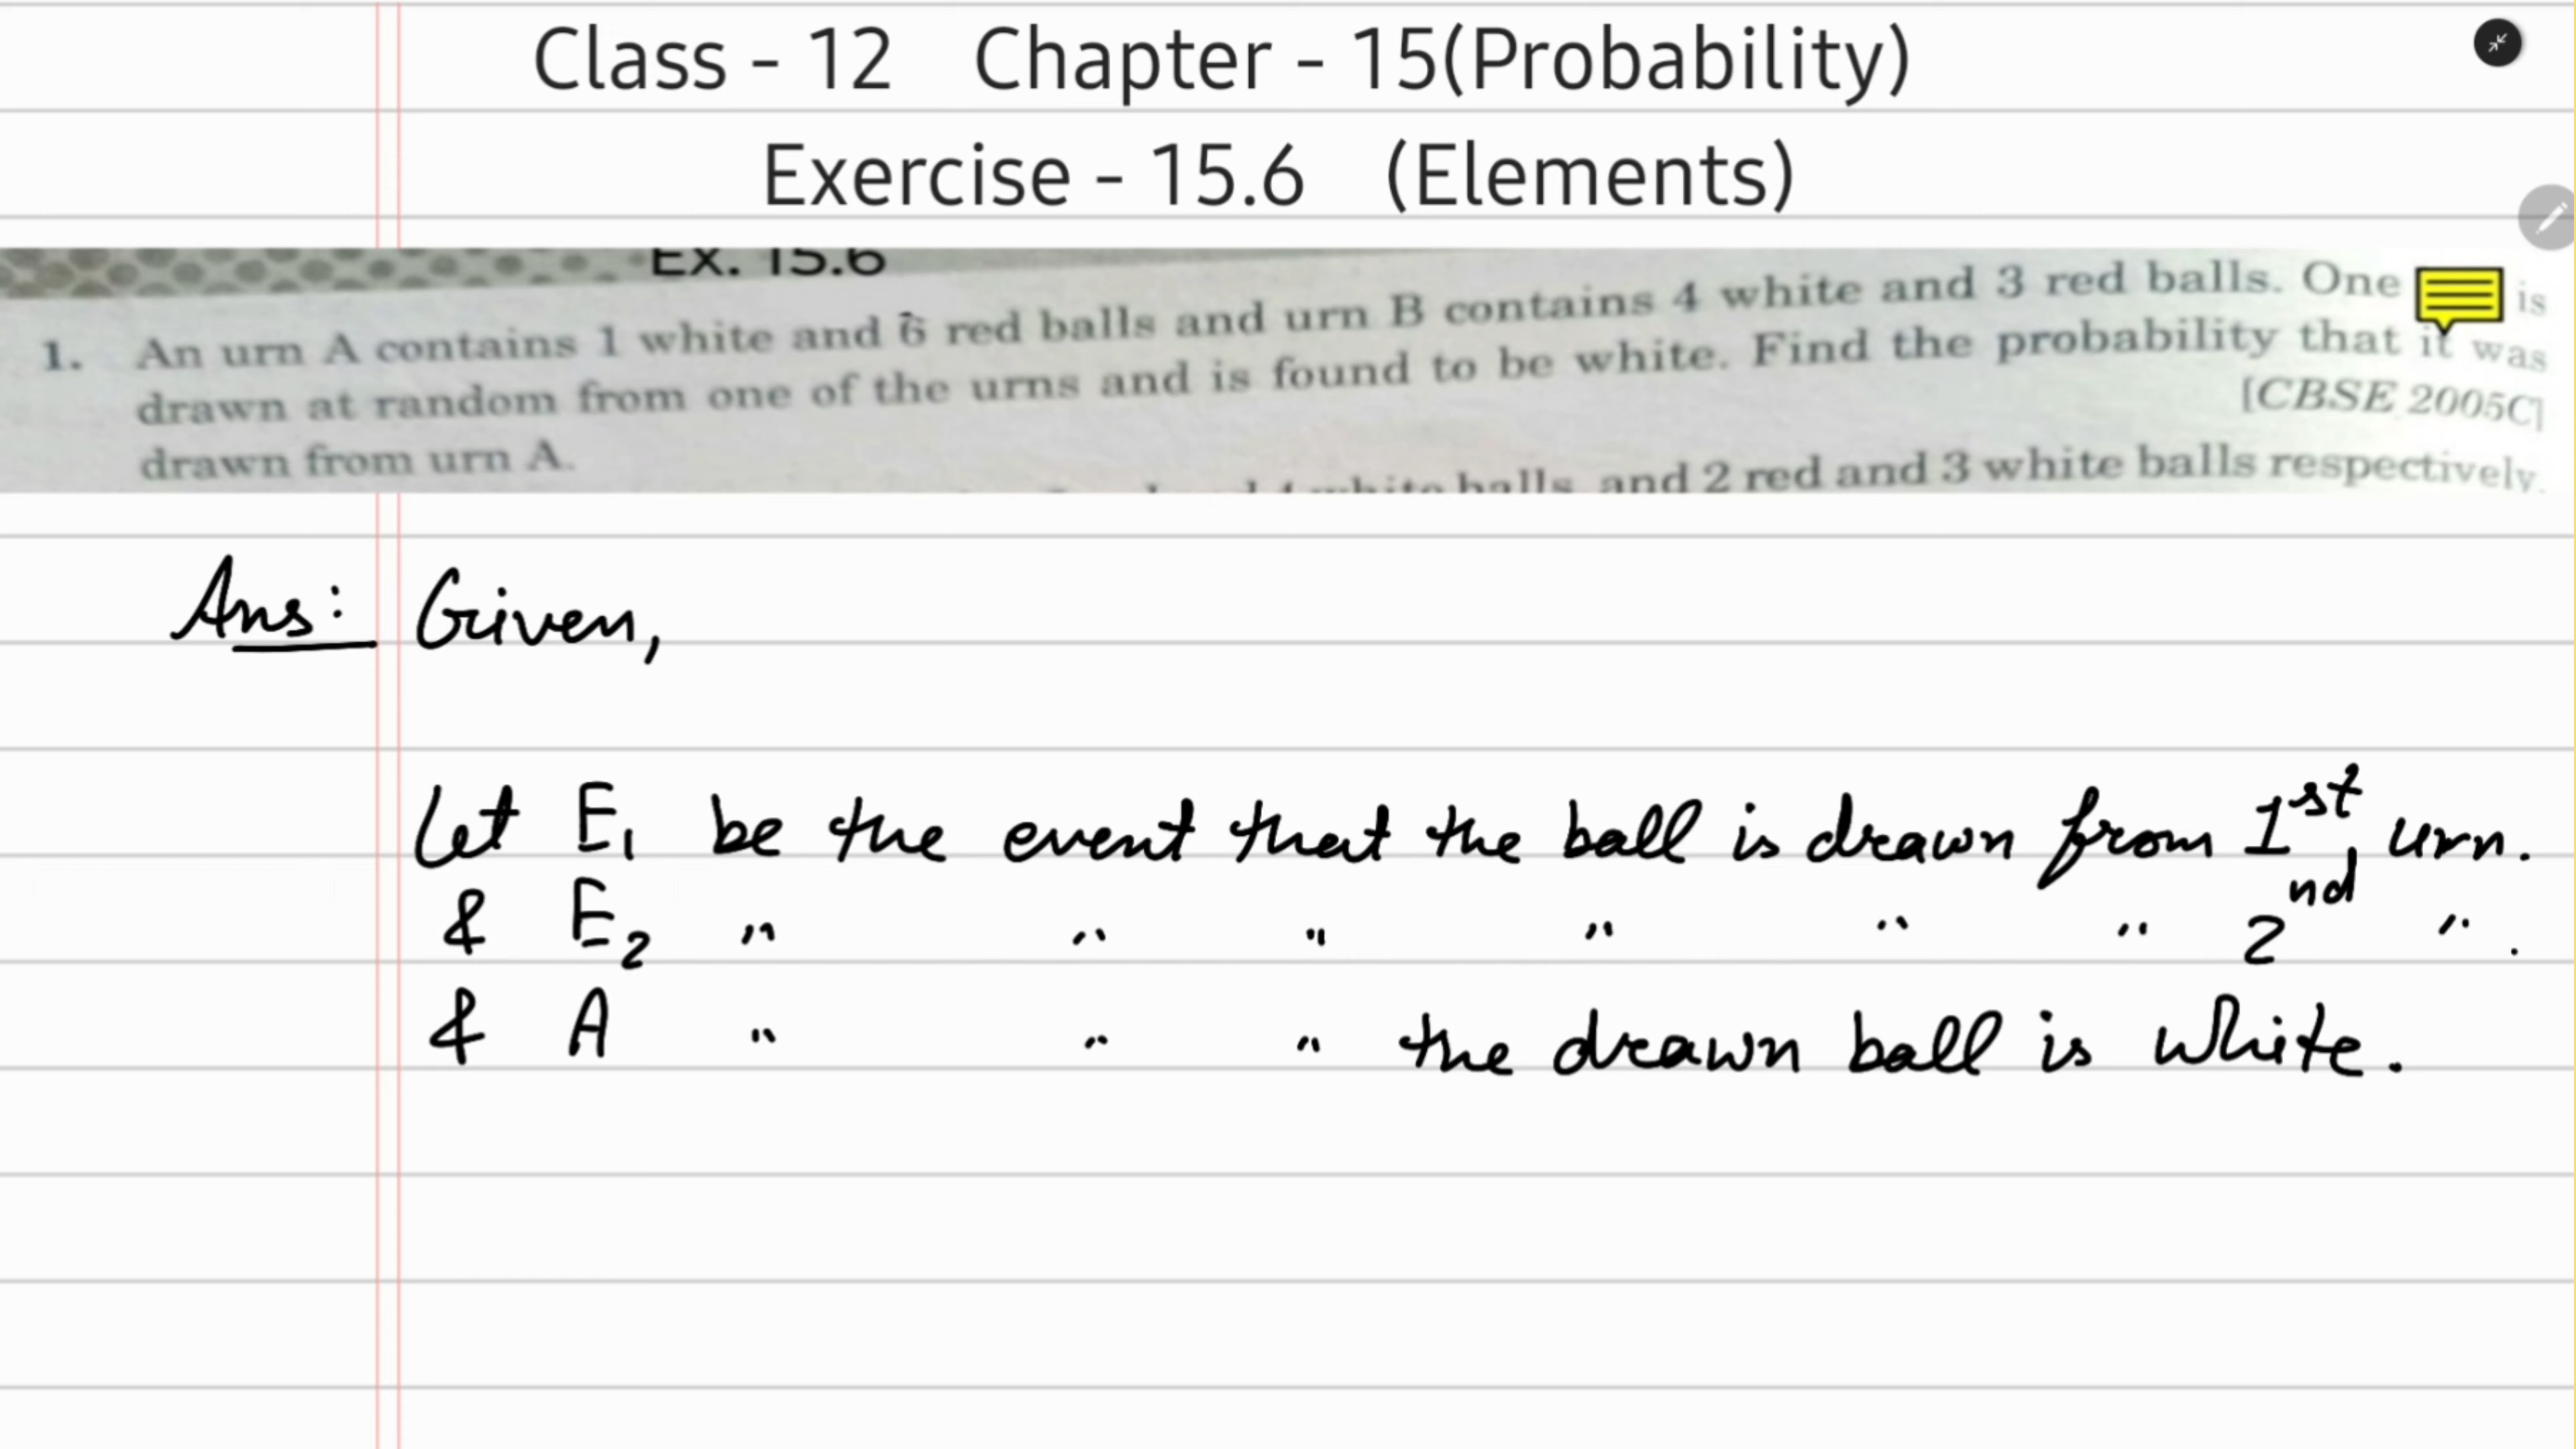 Class - 12 Chapter - 15(Probability)
Exercise - 15.6 (Elements)
Ex. 15.6
1. An urn A contains 1 white and 6 red balls and urn B contains 4 white and 3 red balls. One is
drawn at random from one of the urns and is found to be white. Find the probability that it was
drawn from urn A. [CBSE 2005C]
white balls and 2 red and 3 white balls respectively.
Ans: Given,
Let E₁ be the event that the ball is drawn from 1st urn.
& E₂ " " " " " " 2nd " .
& A " " " the drawn ball is white.